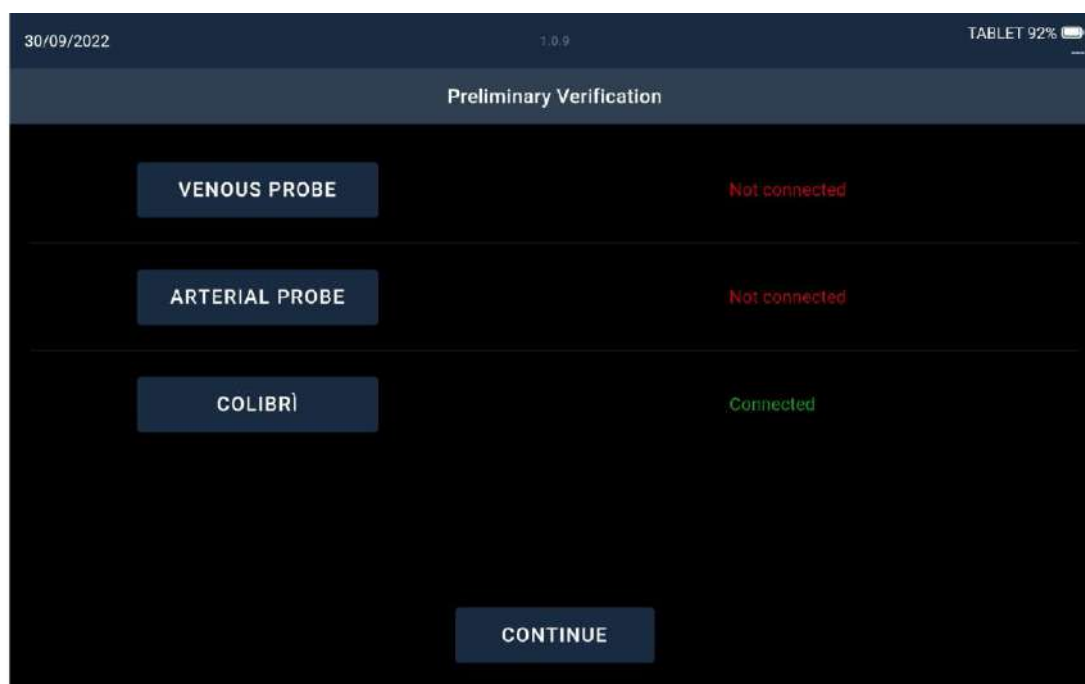 30/09/2022 1.0.9 TABLET 92%
Preliminary Verification
VENOUS PROBE Not connected
ARTERIAL PROBE Not connected
COLIBRÌ Connected
CONTINUE